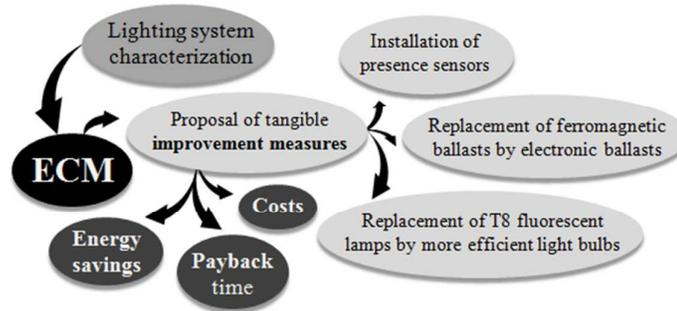 Lighting system
characterization
Installation of
presence sensors
Proposal of tangible
improvement measures
Replacement of ferromagnetic
ballasts by electronic ballasts
ECM
Costs
Replacement of T8 fluorescent
lamps by more efficient light bulbs
Energy
savings
Payback
time